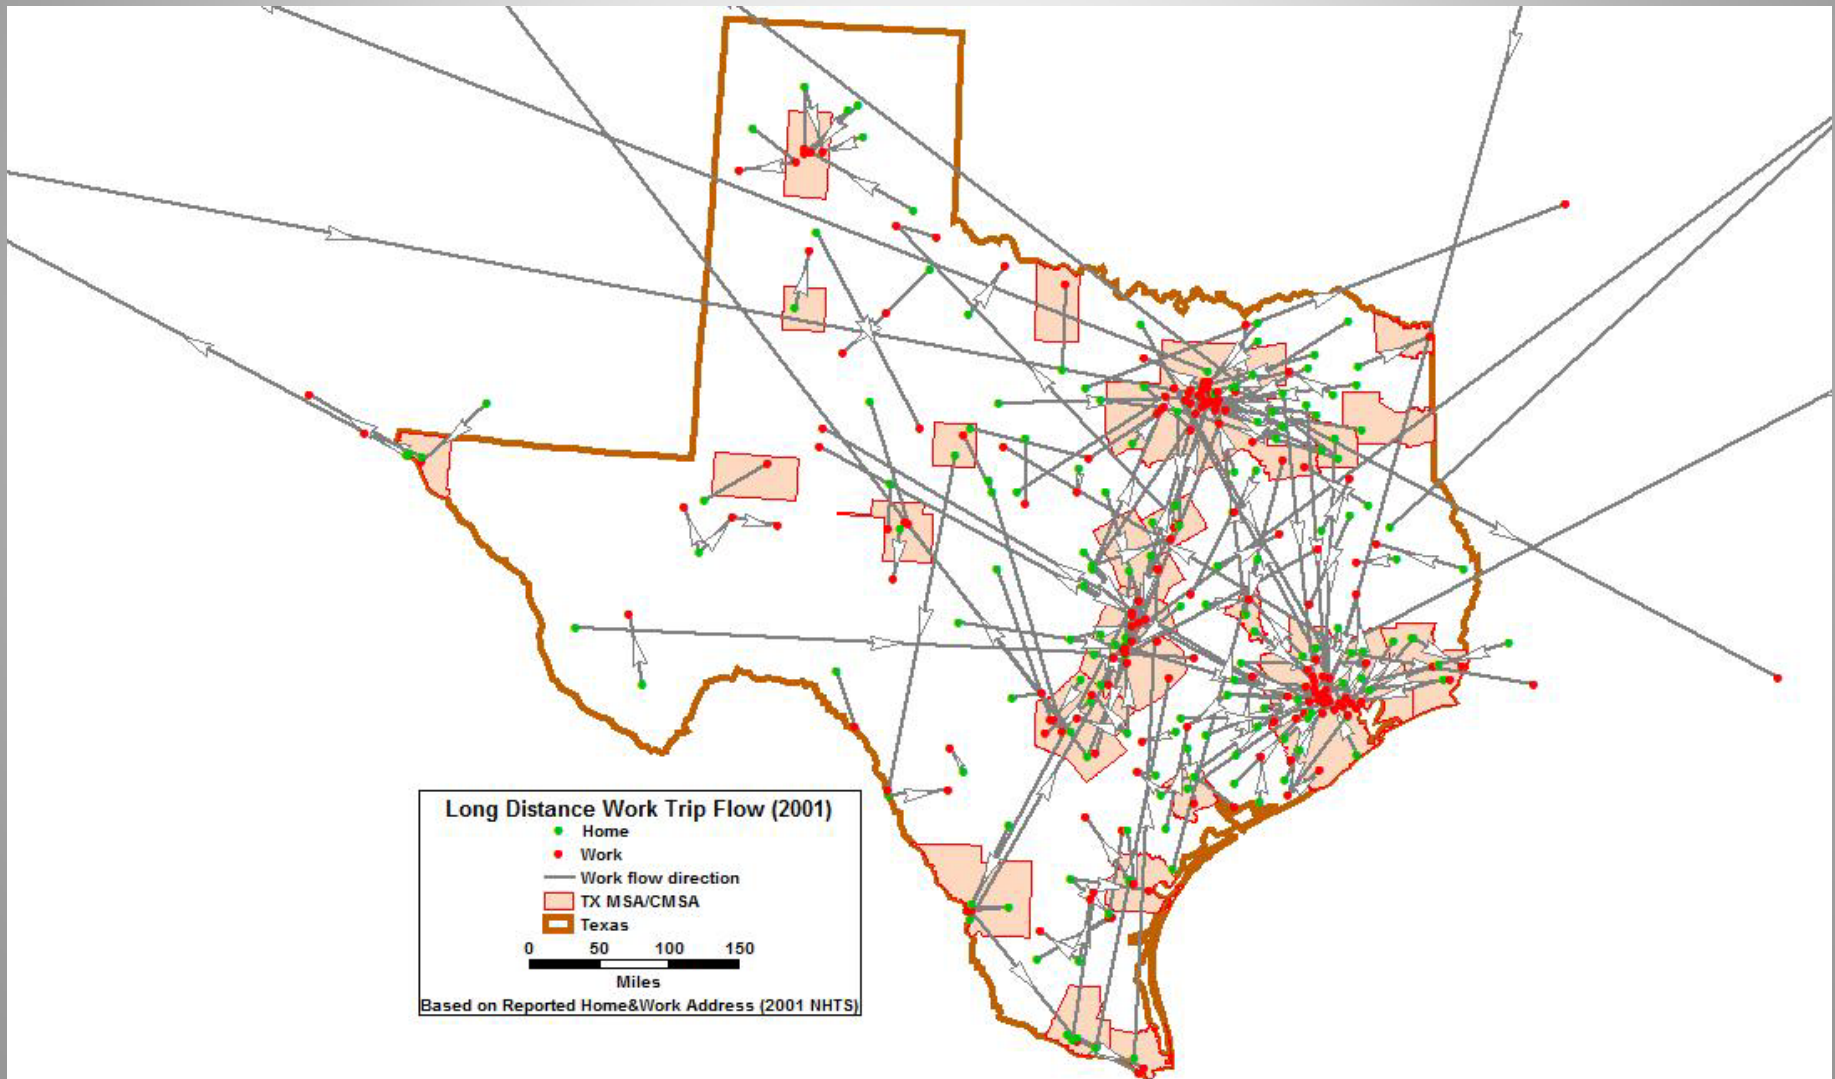 Long Distance Work Trip Flow (2001)
Home
Work
Work flow direction
TX MSA/CMSA
Texas
0 50 100 150
Miles
Based on Reported Home&Work Address (2001 NHTS)